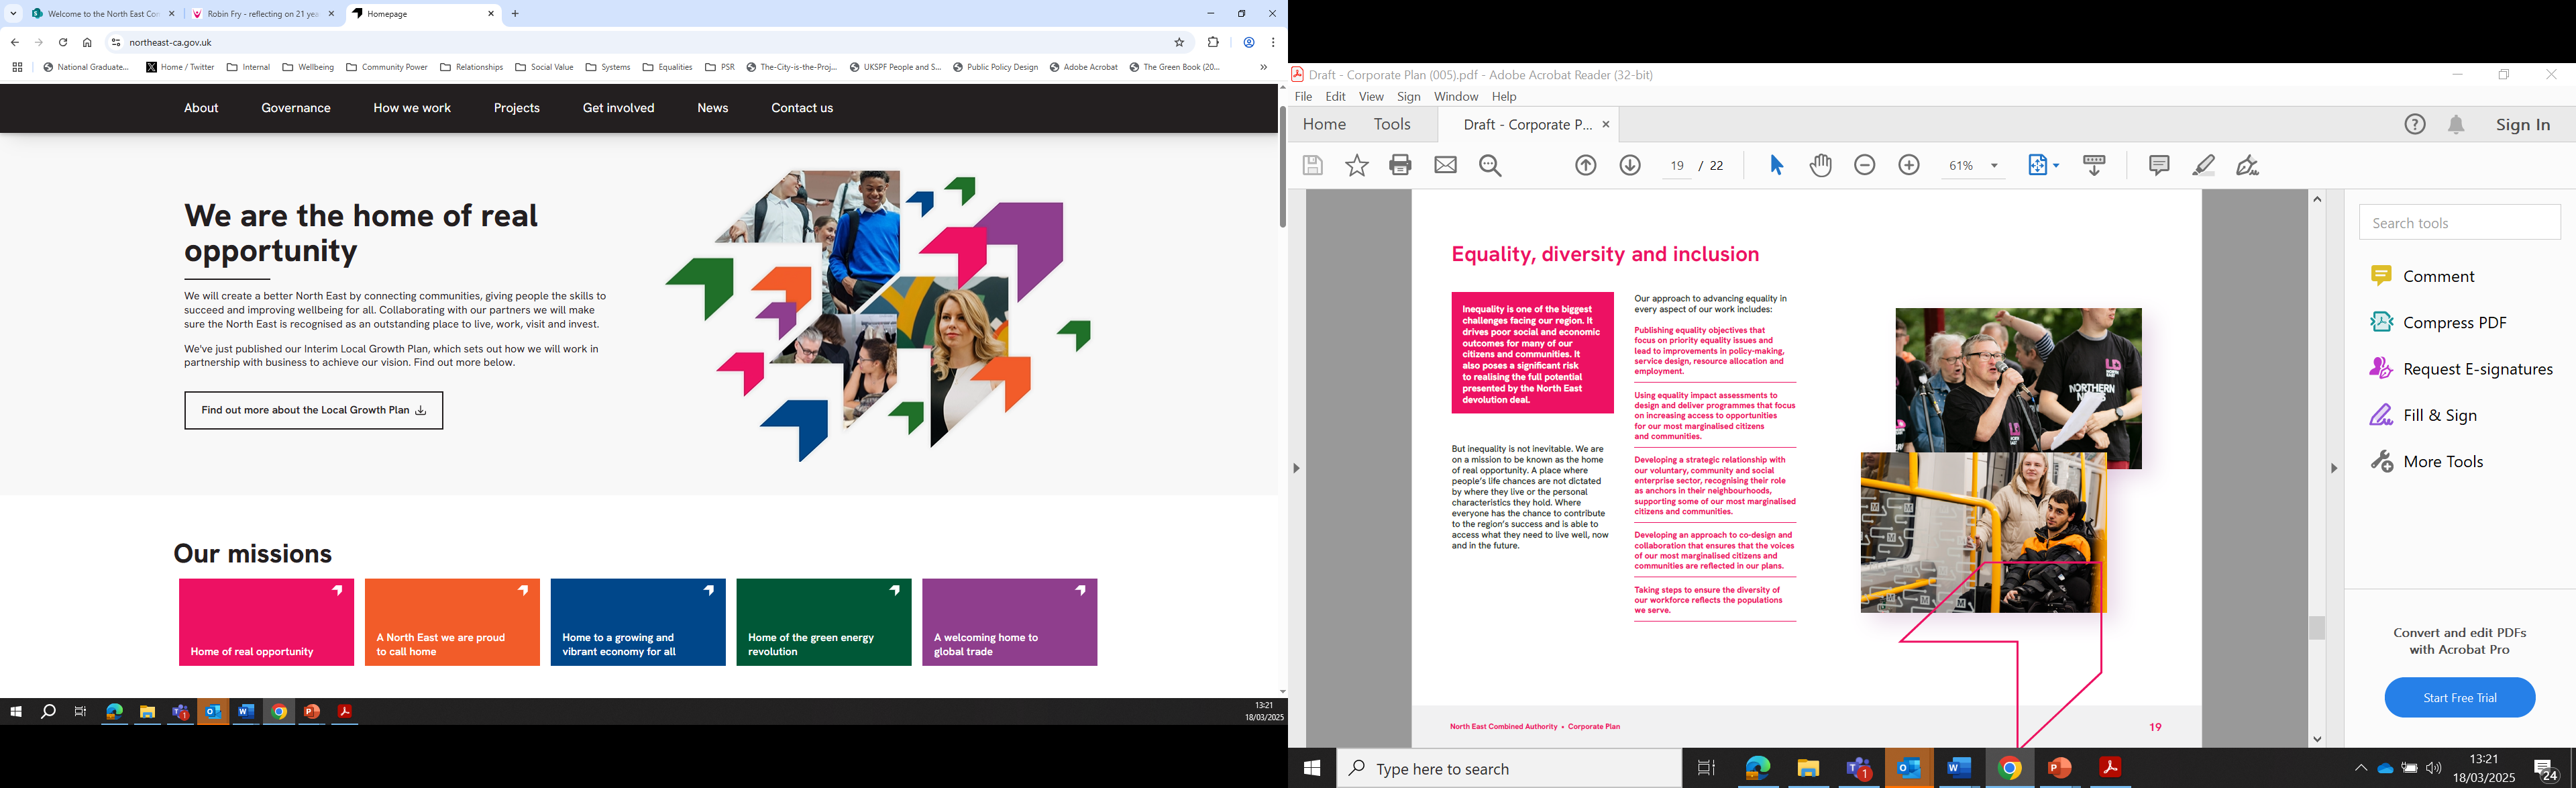 Welcome to the North East Com
Robin Fry - reflecting on 21 yea
Homepage
northeast-ca.gov.uk
National Graduate...
Home / Twitter
Internal
Wellbeing
Community Power
Relationships
Social Value
Systems
Equalities
PSR
The-City-is-the-Proj...
UKSPF People and S...
Public Policy Design
Adobe Acrobat
The Green Book (20...
About
Governance
How we work
Projects
Get involved
News
Contact us
We are the home of real
opportunity
We will create a better North East by connecting communities, giving people the skills to
succeed and improving wellbeing for all. Collaborating with our partners we will make
sure the North East is recognised as an outstanding place to live, work, visit and invest.
We've just published our Interim Local Growth Plan, which sets out how we will work in
partnership with business to achieve our vision. Find out more below.
Find out more about the Local Growth Plan
Our missions
Home of real opportunity
A North East we are proud
to call home
Home to a growing and
vibrant economy for all
Home of the green energy
revolution
A welcoming home to
global trade
13:21
18/03/2025
Draft - Corporate Plan (005).pdf - Adobe Acrobat Reader (32-bit)
File Edit View Sign Window Help
Home
Tools
Draft - Corporate P...
Sign In
19 / 22
61%
Equality, diversity and inclusion
Inequality is one of the biggest
challenges facing our region. It
drives poor social and economic
outcomes for many of our
citizens and communities. It
also poses a significant risk
to realising the full potential
presented by the North East
devolution deal.
But inequality is not inevitable. We are
on a mission to be known as the home
of real opportunity. A place where
people's life chances are not dictated
by where they live or the personal
characteristics they hold. Where
everyone has the chance to contribute
to the region's success and is able to
access what they need to live well, now
and in the future.
Our approach to advancing equality in
every aspect of our work includes:
Publishing equality objectives that
focus on priority equality issues and
lead to improvements in policy-making,
service design, resource allocation and
employment.
Using equality impact assessments to
design and deliver programmes that focus
on increasing access to opportunities
for our most marginalised citizens
and communities.
Developing a strategic relationship with
our voluntary, community and social
enterprise sector, recognising their role
as anchors in their neighbourhoods,
supporting some of our most marginalised
citizens and communities.
Developing an approach to co-design and
collaboration that ensures that the voices
of our most marginalised citizens and
communities are reflected in our plans.
Taking steps to ensure the diversity of
our workforce reflects the populations
we serve.
NORTHERN
North East Combined Authority • Corporate Plan
19
Search tools
Comment
Compress PDF
Request E-signatures
Fill & Sign
More Tools
Convert and edit PDFs
with Acrobat Pro
Start Free Trial
Type here to search
13:21
18/03/2025
24